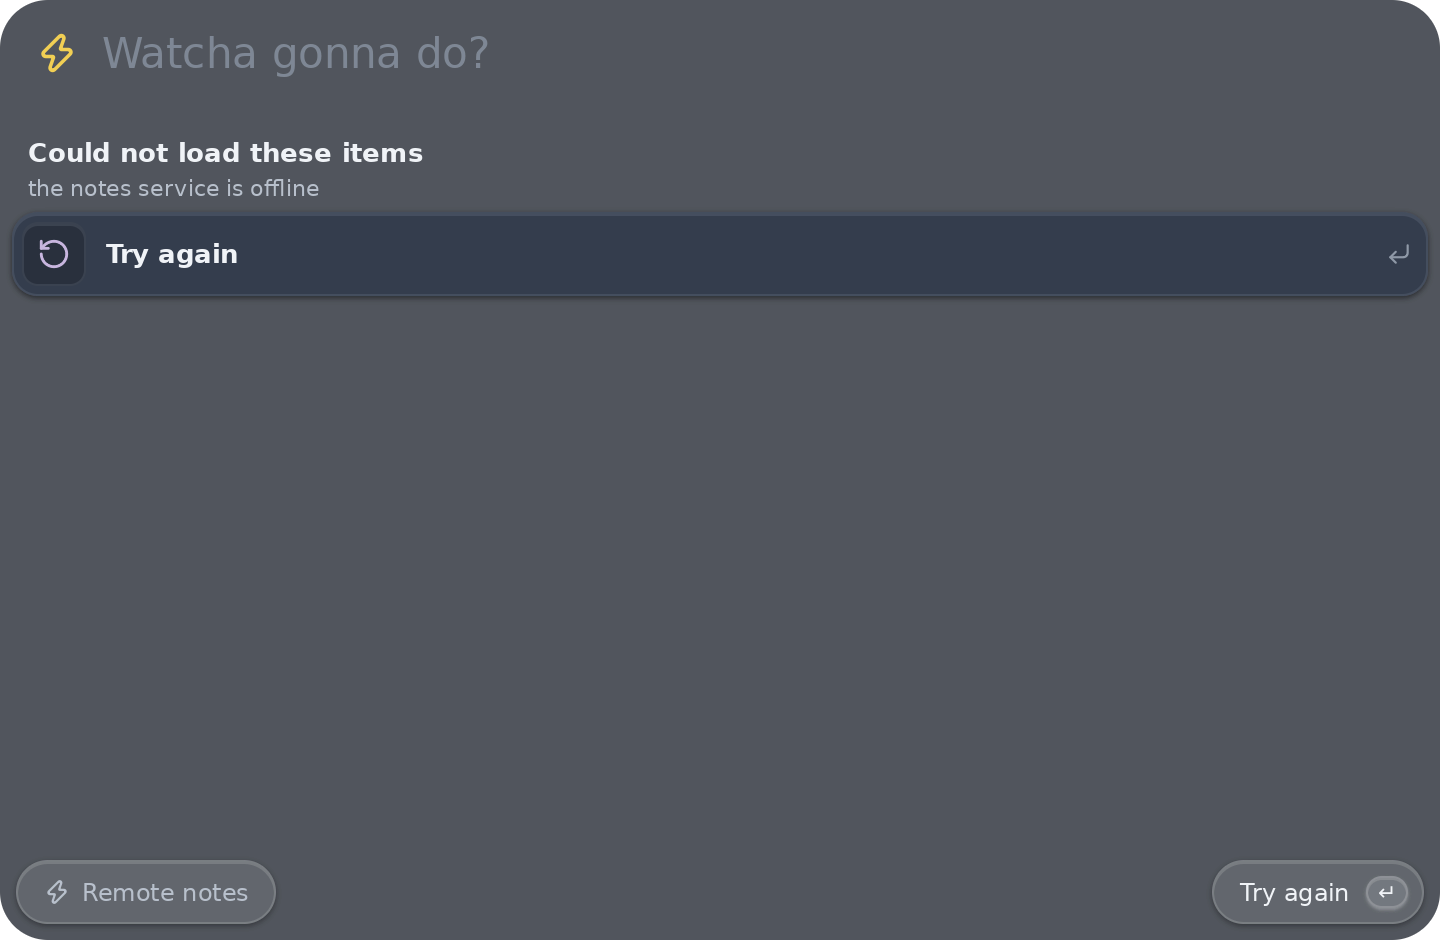 Watcha gonna do?
Could not load these items
the notes service is offline
Try again
Remote notes
Try again